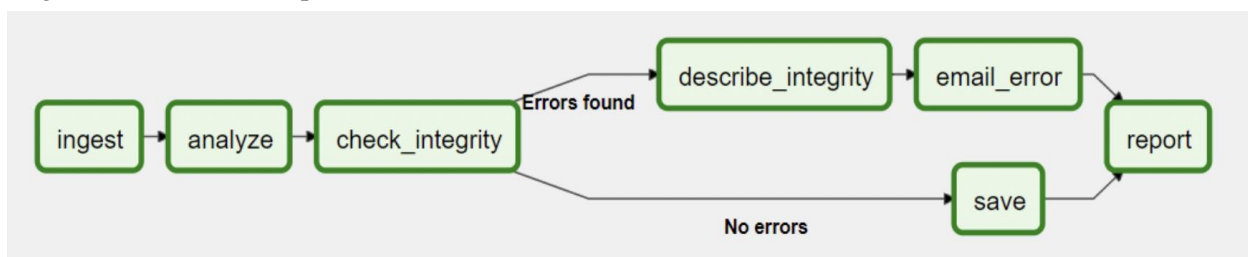 describe_integrity
email_error
Errors found
ingest
analyze
check_integrity
report
save
No errors